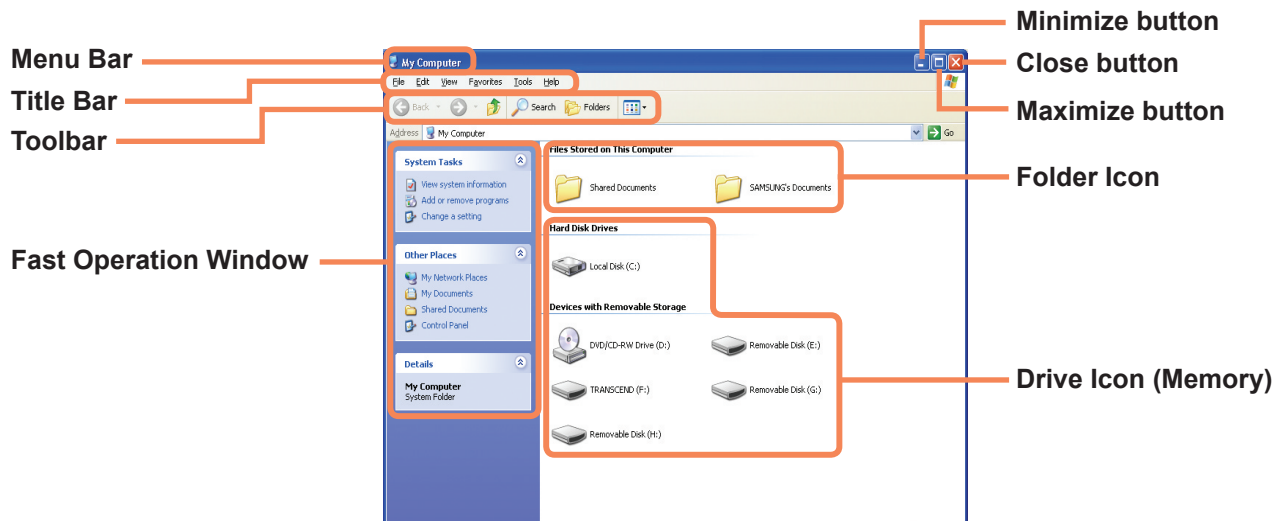 Minimize button
Menu Bar
My Computer
Close button
File Edit View Favorites Tools Help
Title Bar
Maximize button
Back Search Folders
Toolbar
Address My Computer Go
Files Stored on This Computer
System Tasks
View system information
Add or remove programs
Change a setting
Shared Documents SAMSUNG's Documents
Folder Icon
Hard Disk Drives
Fast Operation Window
Other Places
My Network Places
My Documents
Shared Documents
Control Panel
Local Disk (C:)
Devices with Removable Storage
DVD/CD-RW Drive (D:) Removable Disk (E:)
Details
My Computer
System Folder
TRANSCEND (F:) Removable Disk (G:)
Drive Icon (Memory)
Removable Disk (H:)